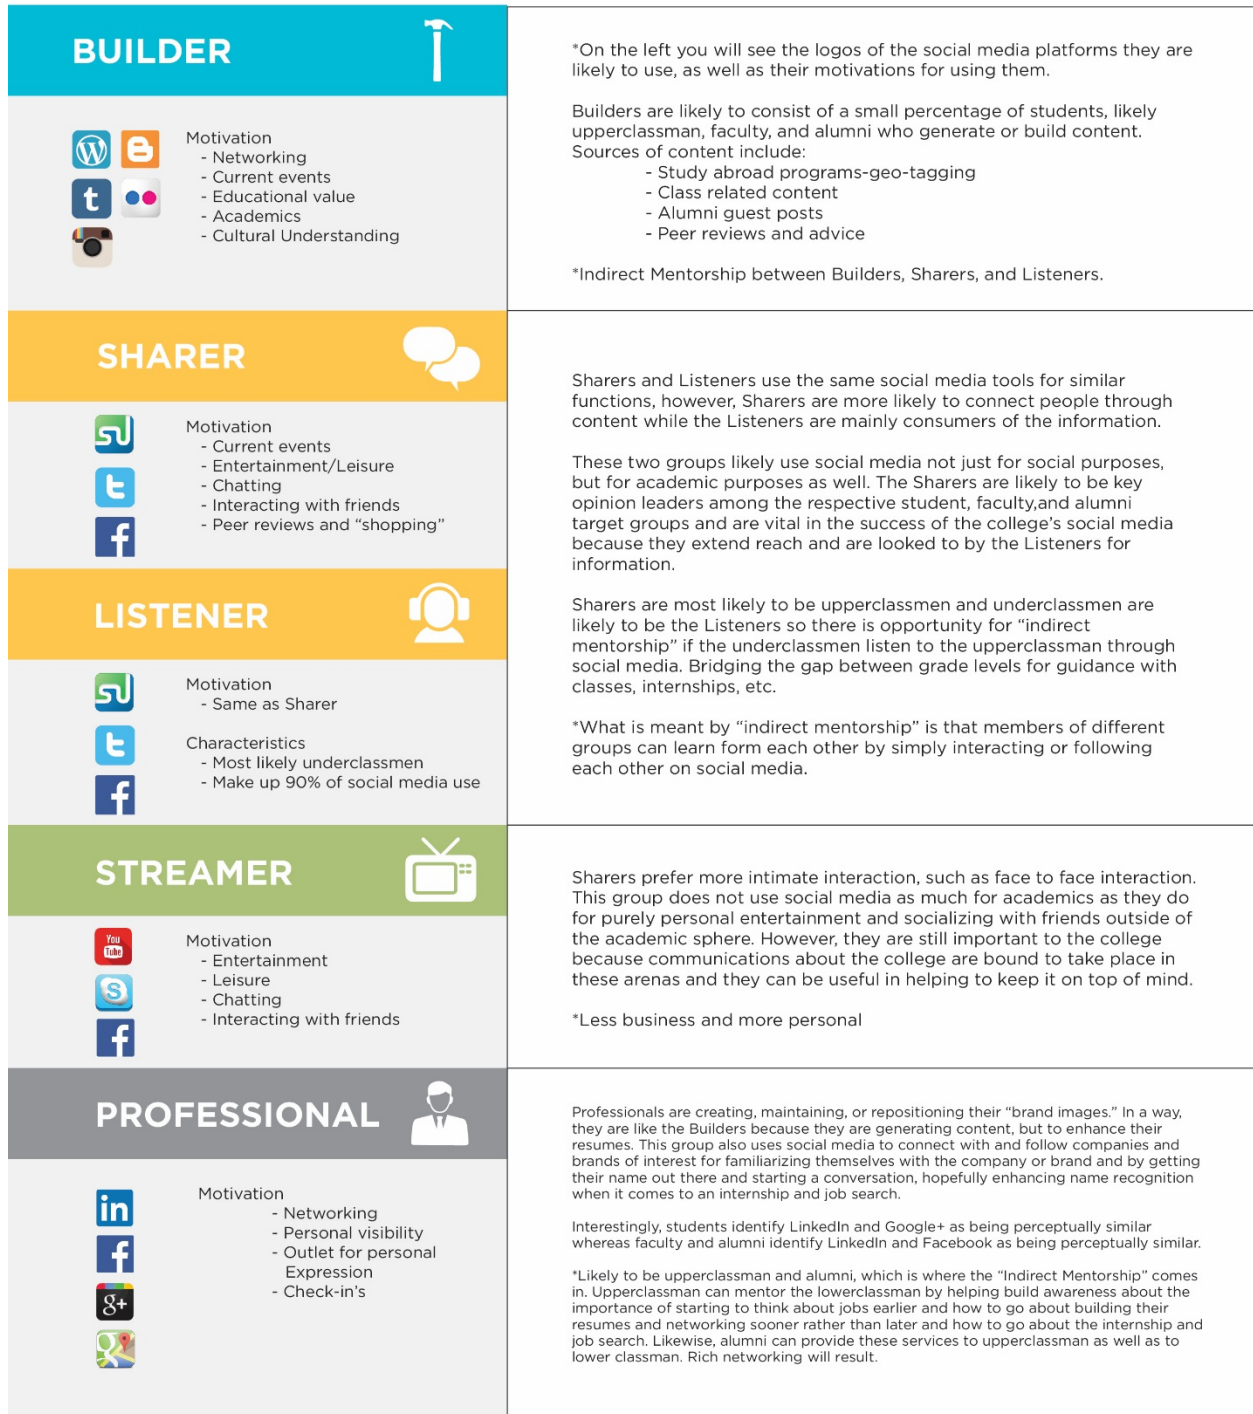 BUILDER
Motivation
- Networking
- Current events
- Educational value
- Academics
- Cultural Understanding
*On the left you will see the logos of the social media platforms they are
likely to use, as well as their motivations for using them.
Builders are likely to consist of a small percentage of students, likely
upperclassman, faculty, and alumni who generate or build content.
Sources of content include:
- Study abroad programs-geo-tagging
- Class related content
- Alumni guest posts
- Peer reviews and advice
*Indirect Mentorship between Builders, Sharers, and Listeners.
SHARER
Motivation
- Current events
- Entertainment/Leisure
- Chatting
- Interacting with friends
- Peer reviews and “shopping”
LISTENER
Motivation
- Same as Sharer
Characteristics
- Most likely underclassmen
- Make up 90% of social media use
Sharers and Listeners use the same social media tools for similar
functions, however, Sharers are more likely to connect people through
content while the Listeners are mainly consumers of the information.
These two groups likely use social media not just for social purposes,
but for academic purposes as well. The Sharers are likely to be key
opinion leaders among the respective student, faculty,and alumni
target groups and are vital in the success of the college’s social media
because they extend reach and are looked to by the Listeners for
information.
Sharers are most likely to be upperclassmen and underclassmen are
likely to be the Listeners so there is opportunity for “indirect
mentorship” if the underclassmen listen to the upperclassman through
social media. Bridging the gap between grade levels for guidance with
classes, internships, etc.
*What is meant by “indirect mentorship” is that members of different
groups can learn form each other by simply interacting or following
each other on social media.
STREAMER
You
Tube
Motivation
- Entertainment
- Leisure
- Chatting
- Interacting with friends
Sharers prefer more intimate interaction, such as face to face interaction.
This group does not use social media as much for academics as they do
for purely personal entertainment and socializing with friends outside of
the academic sphere. However, they are still important to the college
because communications about the college are bound to take place in
these arenas and they can be useful in helping to keep it on top of mind.
*Less business and more personal
PROFESSIONAL
in
g+
Motivation
- Networking
- Personal visibility
- Outlet for personal
Expression
- Check-in’s
Professionals are creating, maintaining, or repositioning their “brand images.” In a way,
they are like the Builders because they are generating content, but to enhance their
resumes. This group also uses social media to connect with and follow companies and
brands of interest for familiarizing themselves with the company or brand and by getting
their name out there and starting a conversation, hopefully enhancing name recognition
when it comes to an internship and job search.
Interestingly, students identify LinkedIn and Google+ as being perceptually similar
whereas faculty and alumni identify LinkedIn and Facebook as being perceptually similar.
*Likely to be upperclassman and alumni, which is where the “Indirect Mentorship” comes
in. Upperclassman can mentor the lowerclassman by helping build awareness about the
importance of starting to think about jobs earlier and how to go about building their
resumes and networking sooner rather than later and how to go about the internship and
job search. Likewise, alumni can provide these services to upperclassman as well as to
lower classman. Rich networking will result.